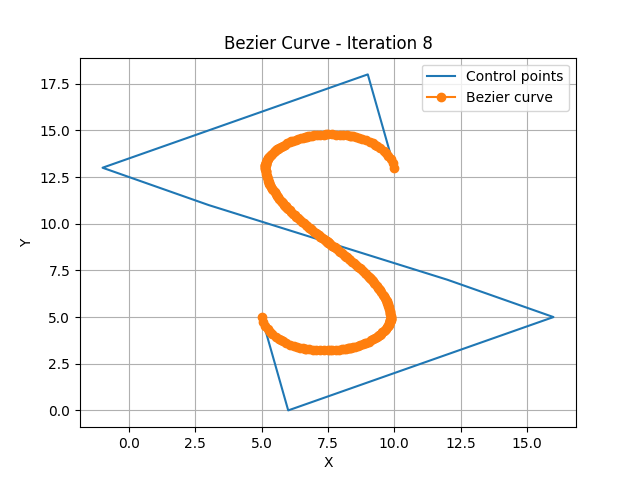 Bezier Curve - Iteration 8
Control points
Bezier curve
17.5
15.0
12.5
10.0
7.5
5.0
2.5
0.0
Y
0.0 2.5 5.0 7.5 10.0 12.5 15.0
X